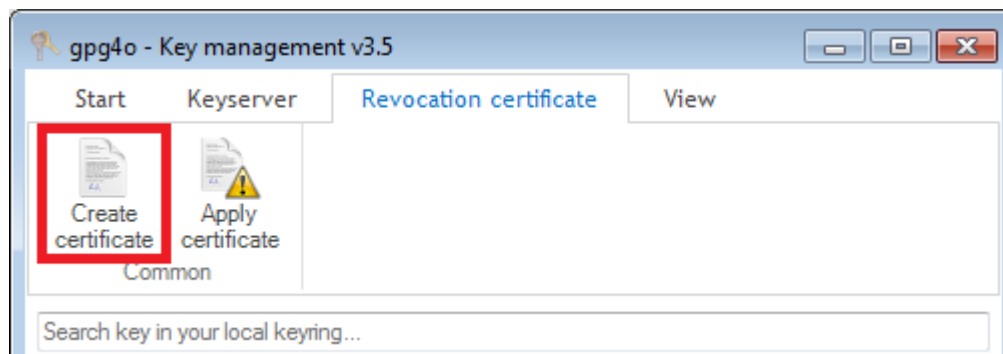 gpg4o - Key management v3.5
Start Keyserver Revocation certificate View
Create Apply
certificate certificate
Common
Search key in your local keyring...